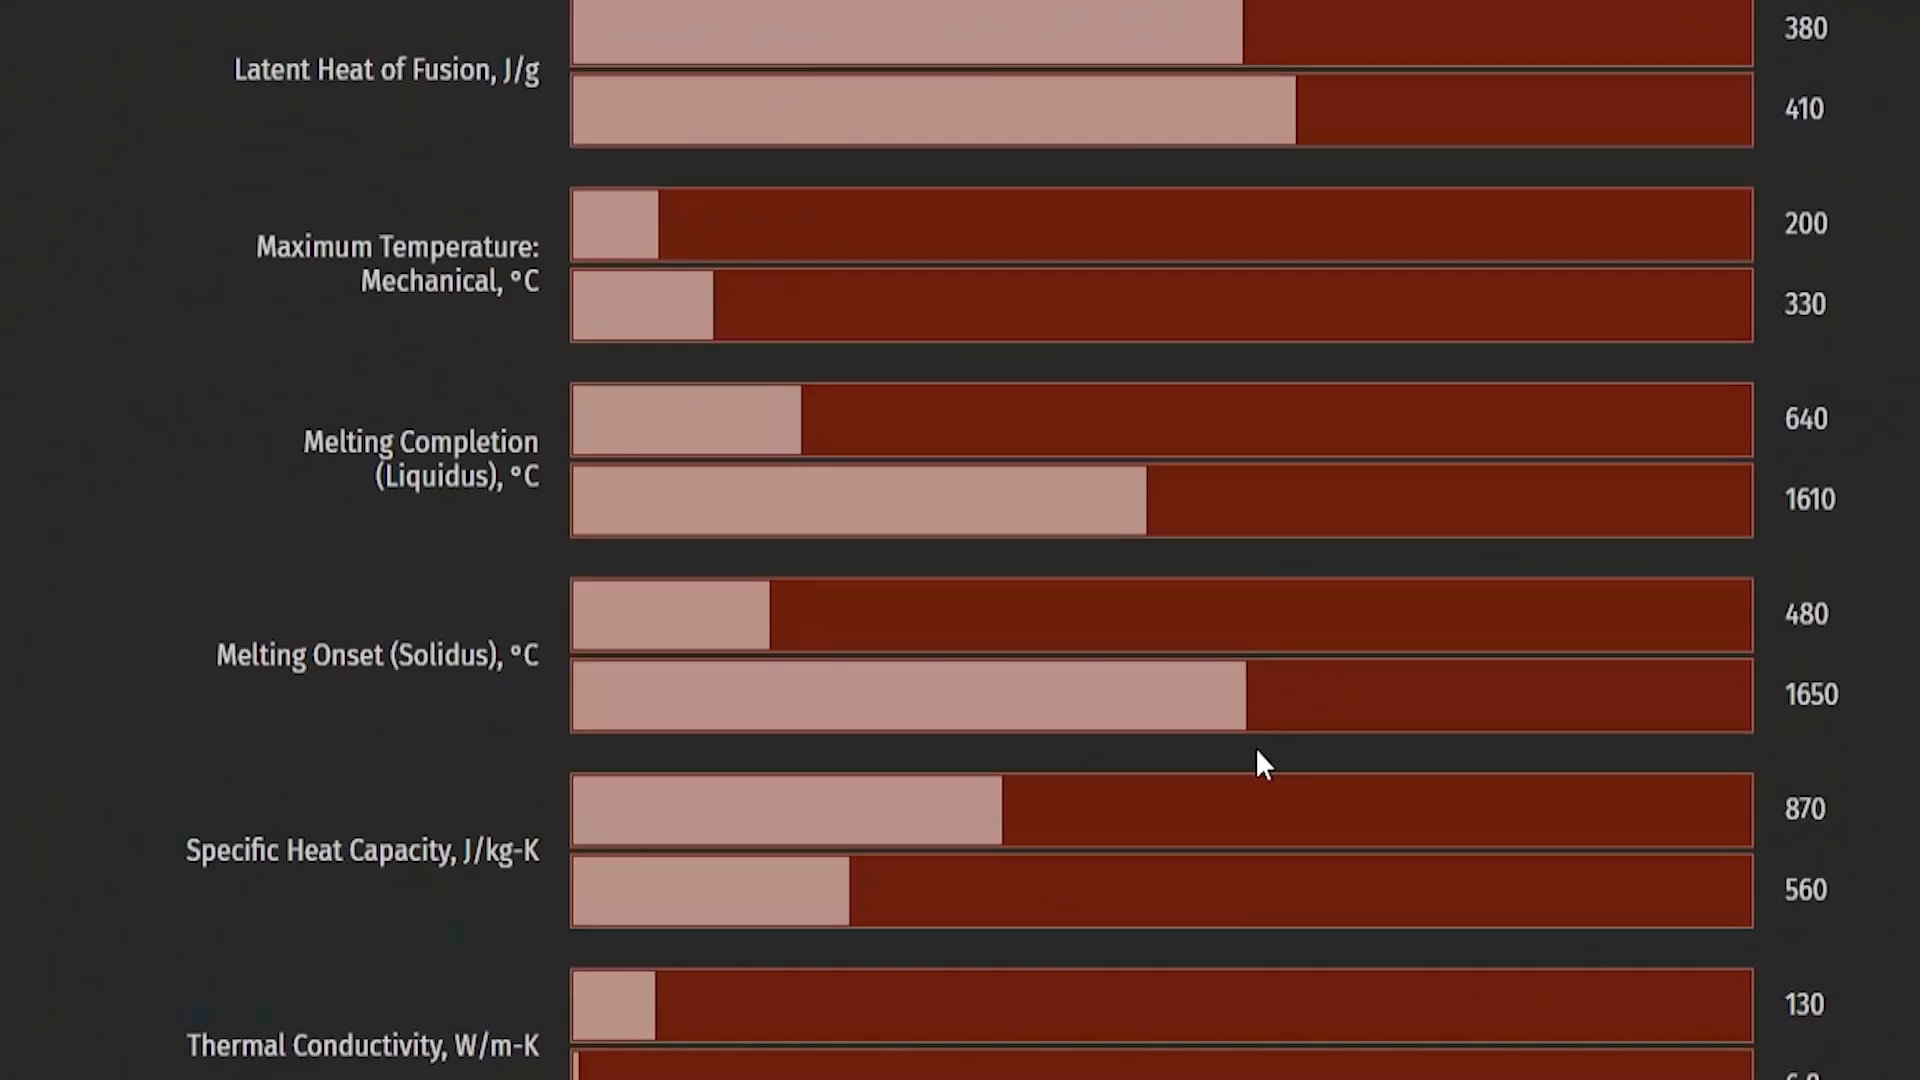 380
Latent Heat of Fusion, J/g
410
200
Maximum Temperature:
Mechanical, °C
330
640
Melting Completion
(Liquidus), °C
1610
480
Melting Onset (Solidus), °C
1650
870
Specific Heat Capacity, J/kg-K
560
130
Thermal Conductivity, W/m-K